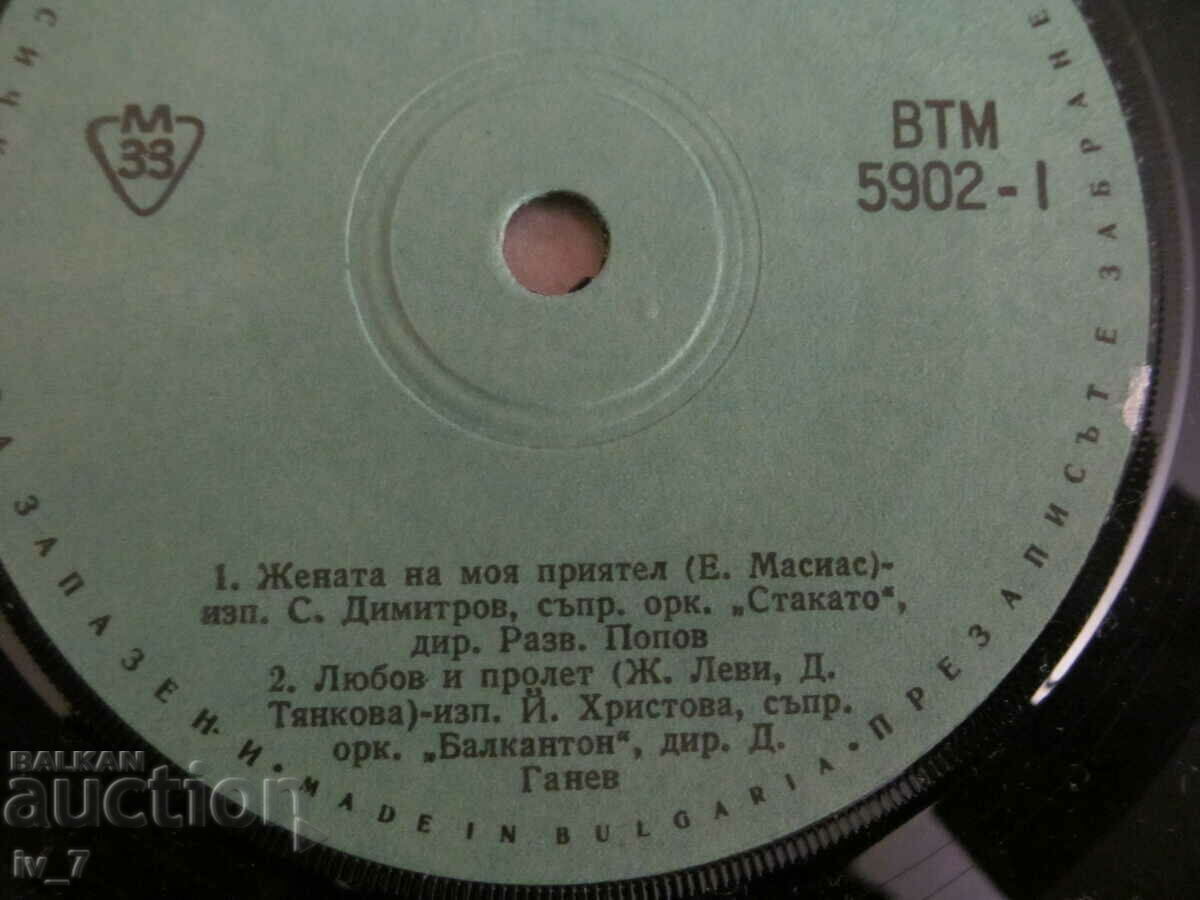 М
33
ВТМ
5902-1
1. Жената на моя приятел (Е. Масиас)-
изп. С. Димитров, съпр. орк. „Стакато“,
дир. Разв. Попов
2. Любов и пролет (Ж. Леви, Д.
Тянкова)-изп. Й. Христова, съпр.
орк. „Балкантон“, дир. Д.
Ганев
ЗАПАЗЕНИ · MADE IN BULGARIA · ПРЕЗАПИСЪТ Е ЗАБРАНЕ
BALKAN
auction
iv_7